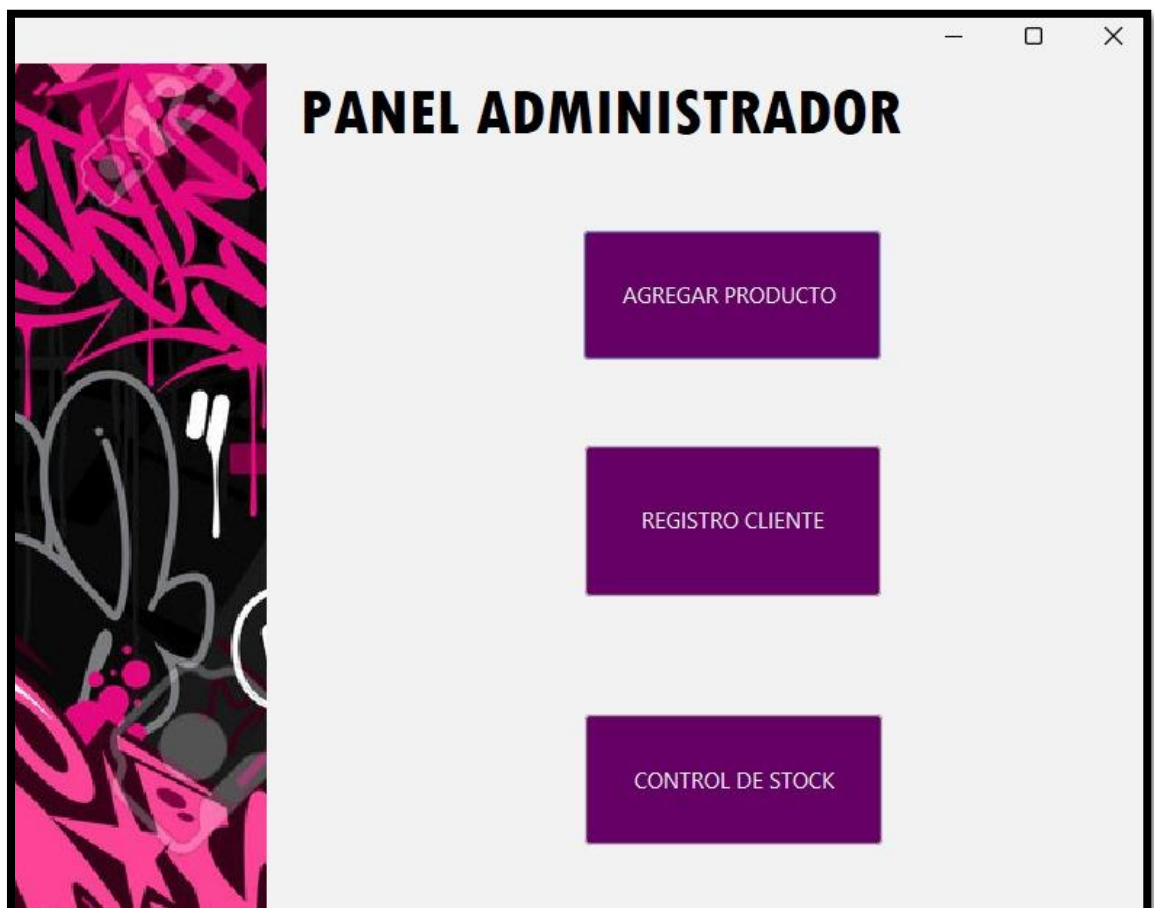 PANEL ADMINISTRADOR
AGREGAR PRODUCTO
REGISTRO CLIENTE
CONTROL DE STOCK